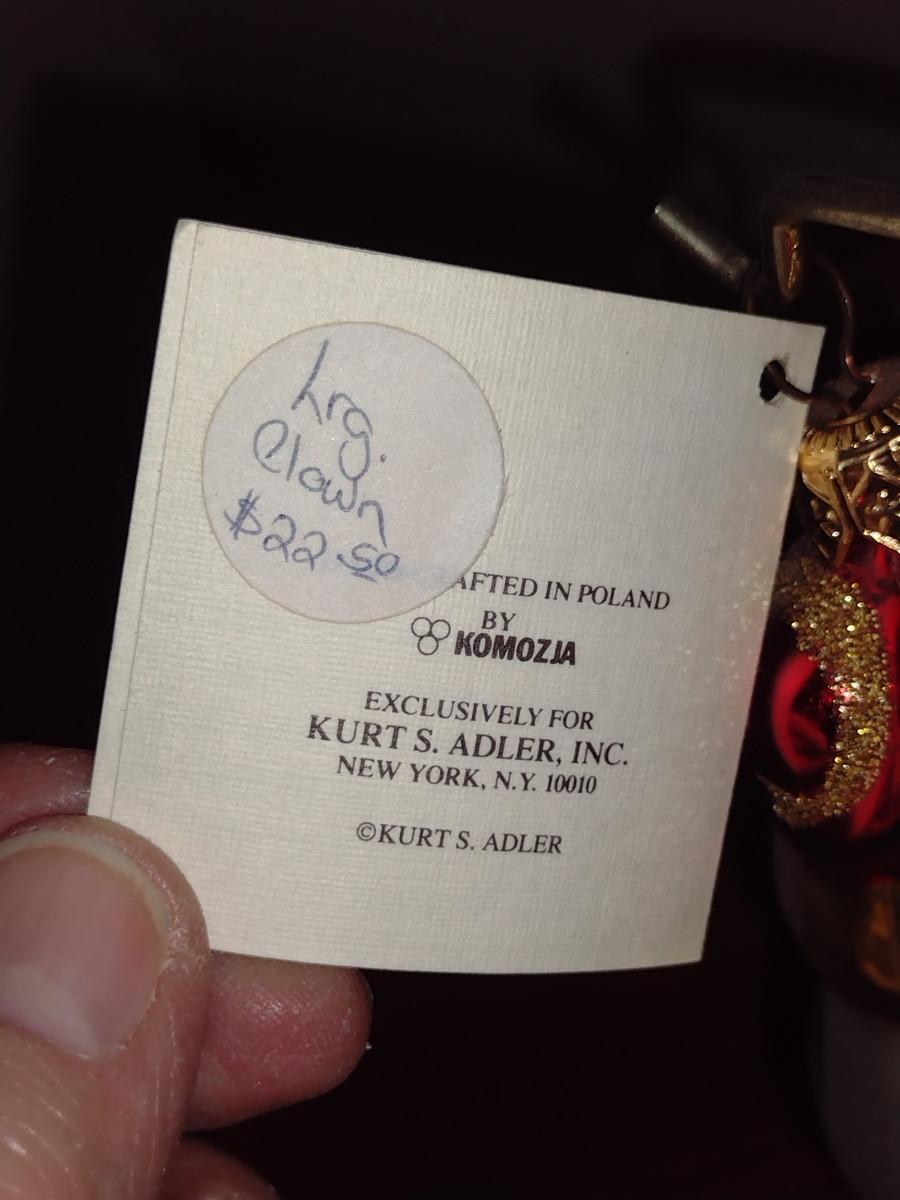 Lrg.
Clown
$22.50
AFTED IN POLAND
BY
KOMOZJA
EXCLUSIVELY FOR
KURT S. ADLER, INC.
NEW YORK, N.Y. 10010
©KURT S. ADLER